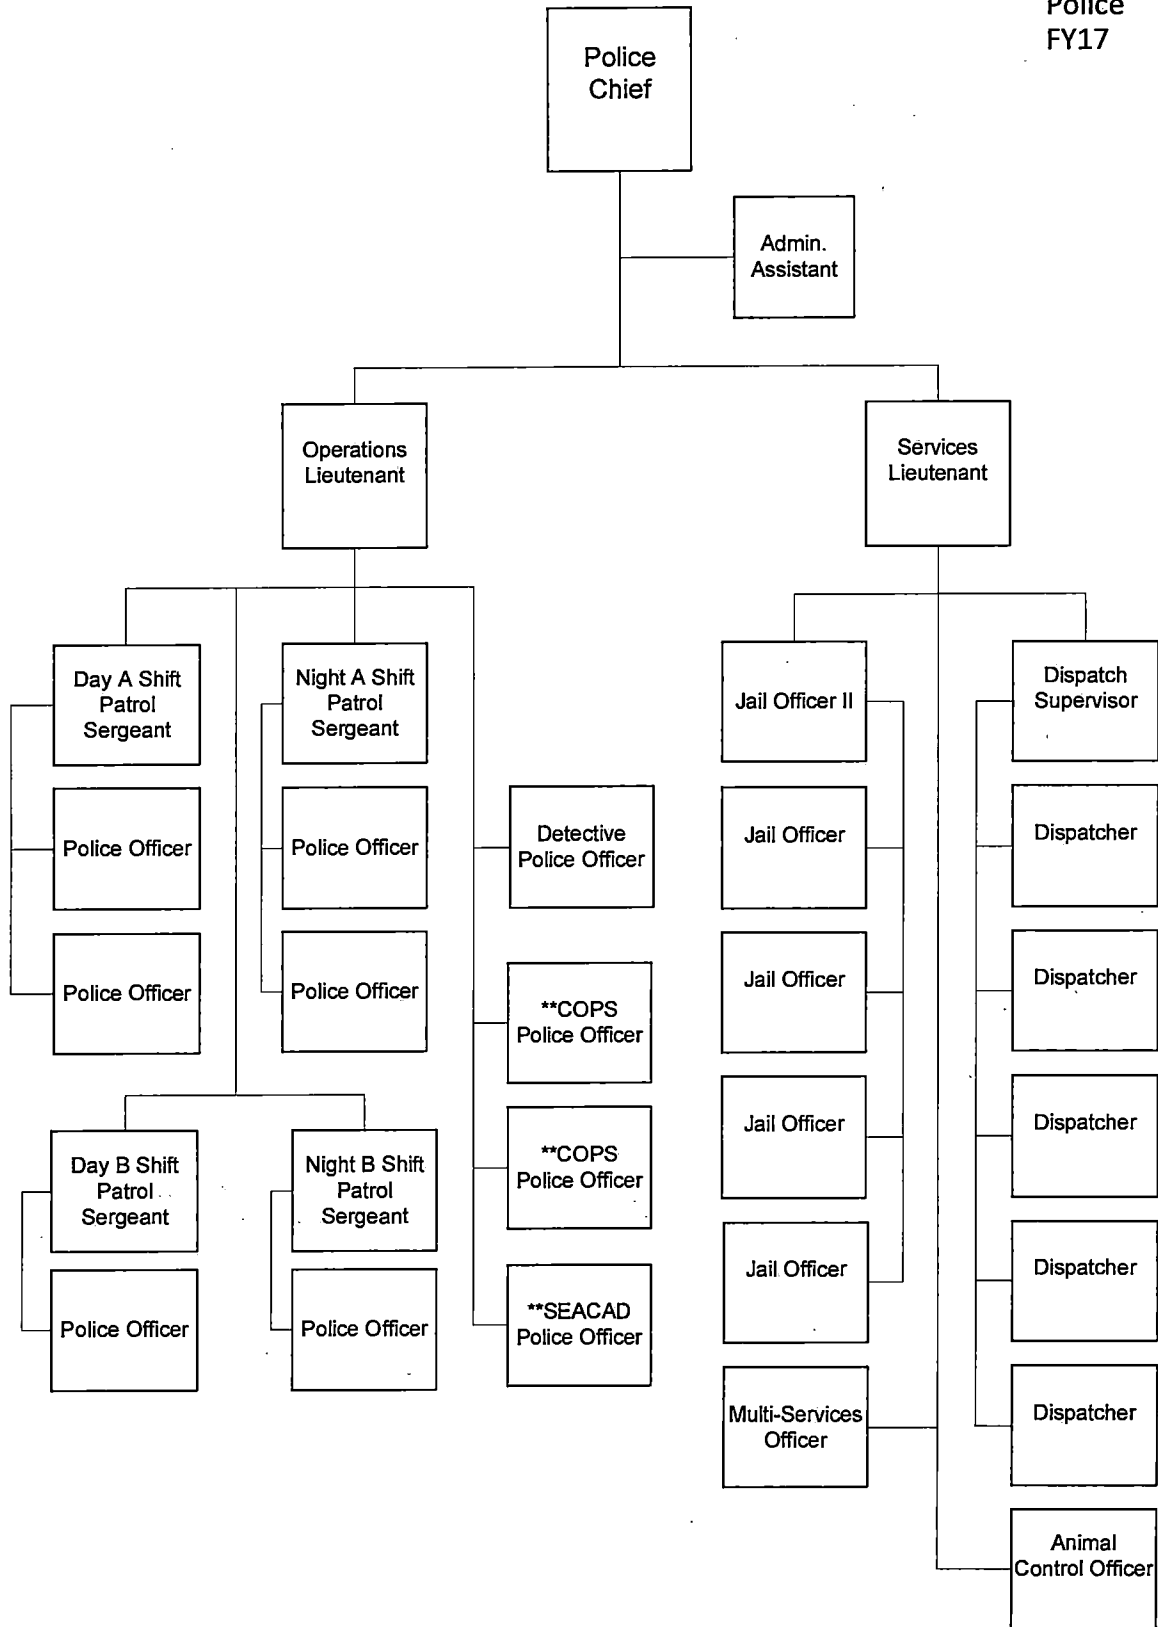 Police
FY17
Police
Chief
Admin.
Assistant
Operations
Lieutenant
Services
Lieutenant
Day A Shift
Patrol
Sergeant
Night A Shift
Patrol
Sergeant
Jail Officer II
Dispatch
Supervisor
Police Officer
Police Officer
Detective
Police Officer
Jail Officer
Dispatcher
Police Officer
Police Officer
**COPS
Police Officer
Jail Officer
Dispatcher
Day B Shift
Patrol
Sergeant
Night B Shift
Patrol
Sergeant
**COPS
Police Officer
Jail Officer
Dispatcher
Police Officer
Police Officer
**SEACAD
Police Officer
Jail Officer
Dispatcher
Multi-Services
Officer
Dispatcher
Animal
Control Officer